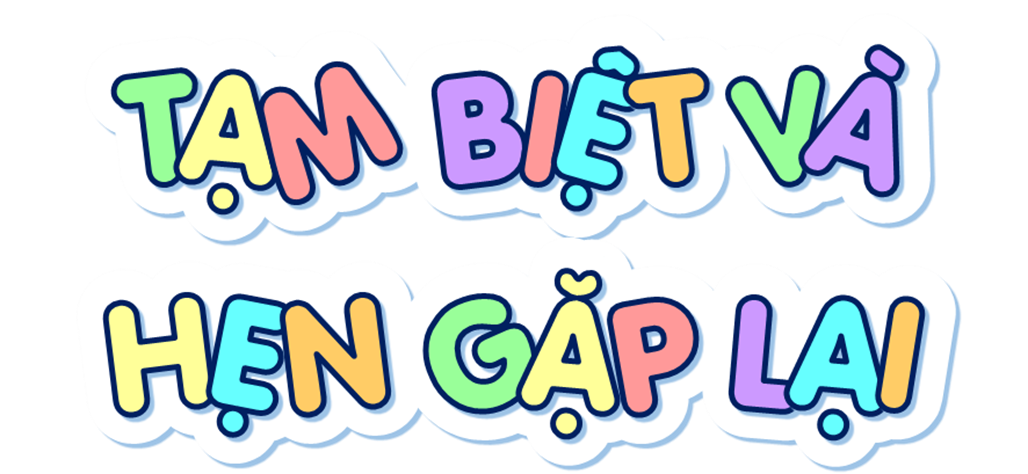 TẠM BIỆT VÀ
HẸN GẶP LẠI